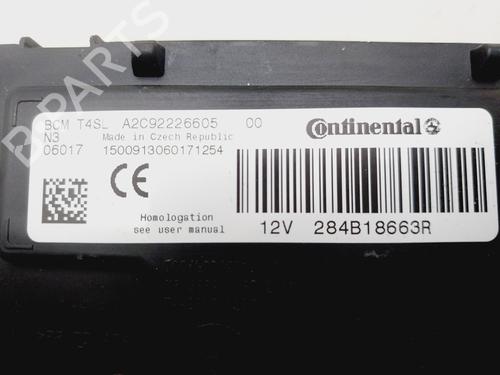 BCM T4SL A2C92226605 00
N3 Made in Czech Republic
06017 1500913060171254
Continental
CE
Homologation
see user manual
12V 284B18663R
B PARTS